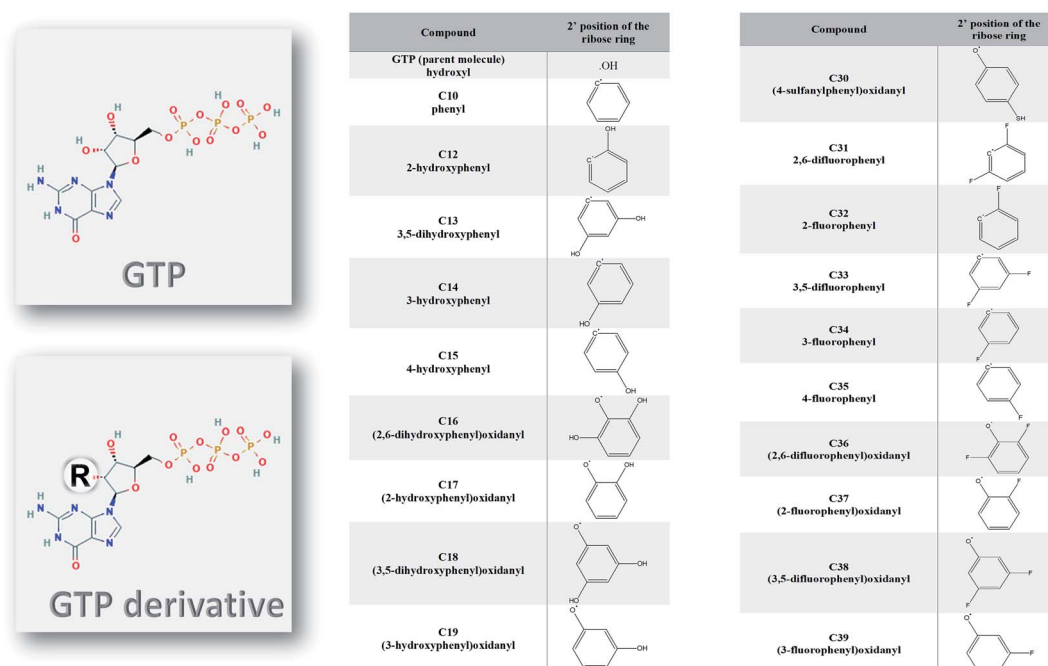 GTP
GTP derivative
R
Compound
2’ position of the
ribose ring
GTP (parent molecule)
hydroxyl
.OH
C10
phenyl
C12
2-hydroxyphenyl
C13
3,5-dihydroxyphenyl
C14
3-hydroxyphenyl
C15
4-hydroxyphenyl
C16
(2,6-dihydroxyphenyl)oxidanyl
C17
(2-hydroxyphenyl)oxidanyl
C18
(3,5-dihydroxyphenyl)oxidanyl
C19
(3-hydroxyphenyl)oxidanyl
Compound
2’ position of the
ribose ring
C30
(4-sulfanylphenyl)oxidanyl
C31
2,6-difluorophenyl
C32
2-fluorophenyl
C33
3,5-difluorophenyl
C34
3-fluorophenyl
C35
4-fluorophenyl
C36
(2,6-difluorophenyl)oxidanyl
C37
(2-fluorophenyl)oxidanyl
C38
(3,5-difluorophenyl)oxidanyl
C39
(3-fluorophenyl)oxidanyl